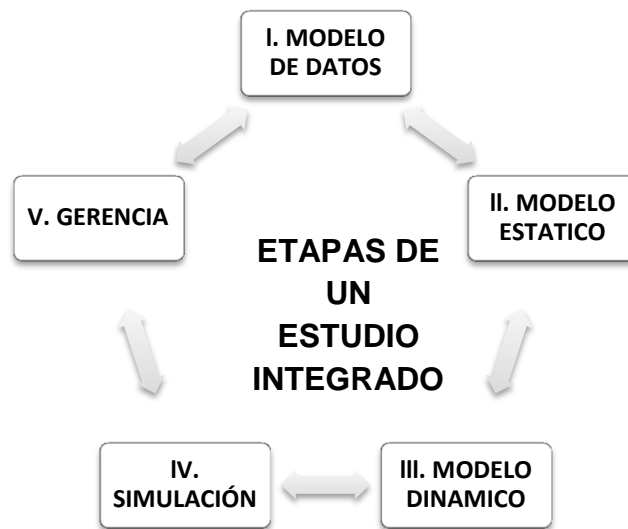 I. MODELO
DE DATOS
II. MODELO
ESTATICO
III. MODELO
DINAMICO
IV.
SIMULACIÓN
V. GERENCIA
ETAPAS DE
UN
ESTUDIO
INTEGRADO